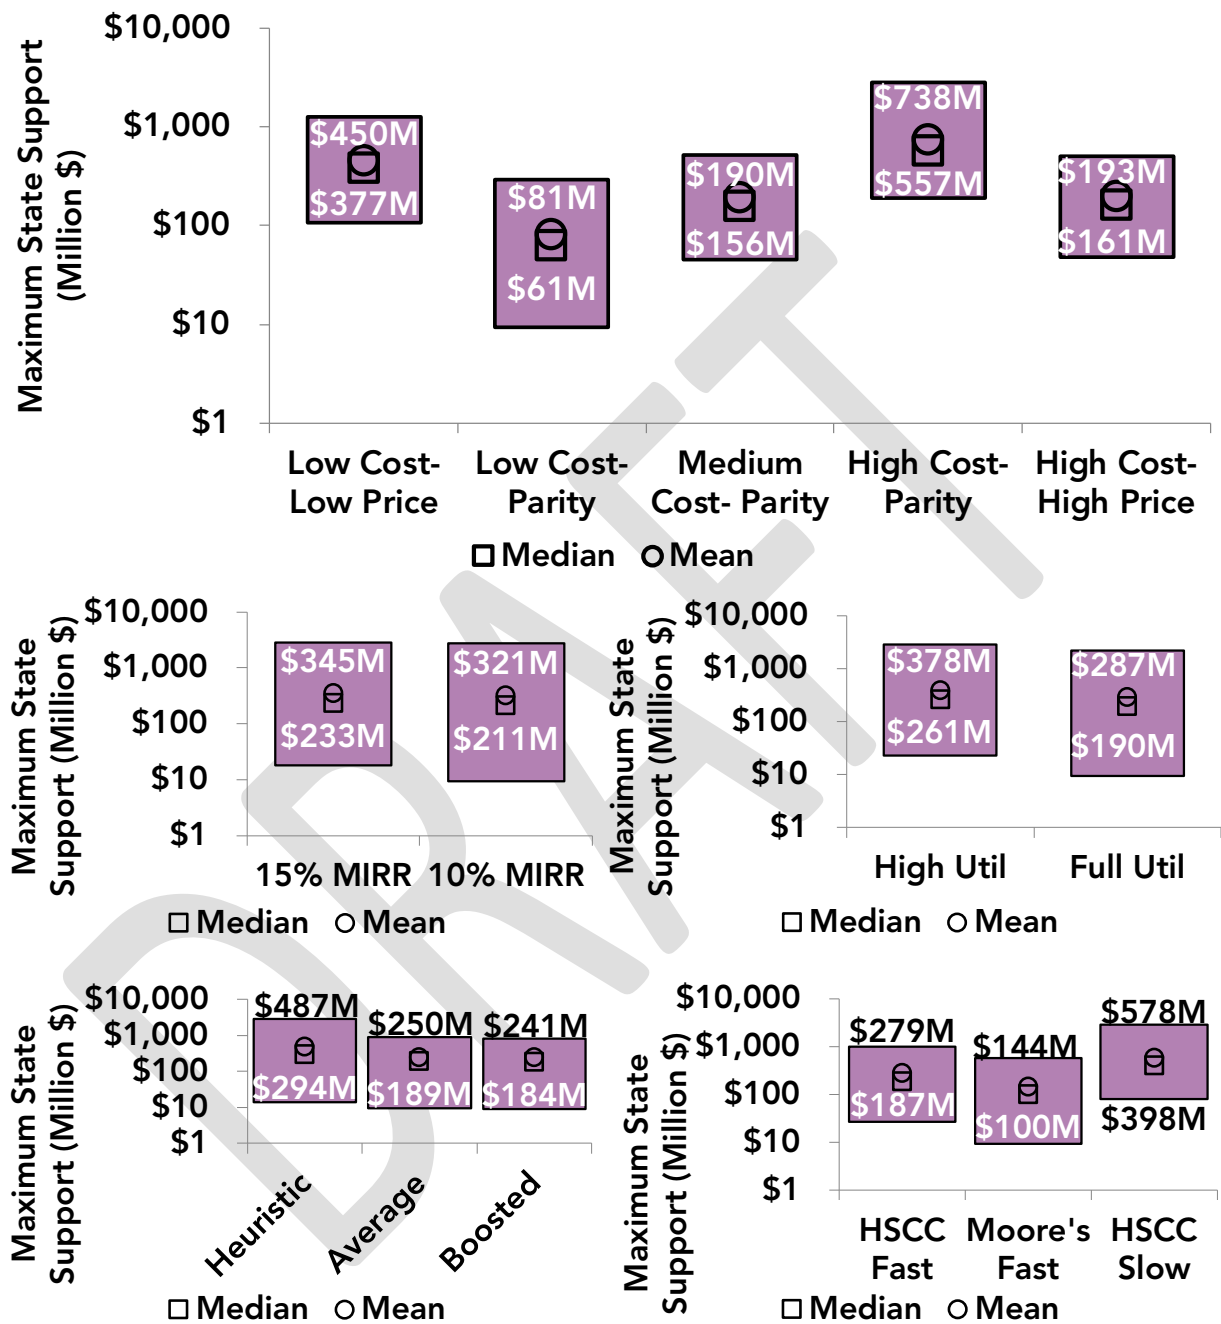 $10,000
$1,000
$100
$10
$1
Maximum State Support
(Million $)
$450M
$377M
$81M
$61M
$190M
$156M
$738M
$557M
$193M
$161M
Low Cost- Low Price
Low Cost- Parity
Medium Cost- Parity
High Cost- Parity
High Cost- High Price
Median Mean
DRAFT
$10,000
$1,000
$100
$10
$1
Maximum State
Support (Million $)
$345M
$233M
$321M
$211M
15% MIRR 10% MIRR
Median Mean
$10,000
$1,000
$100
$10
$1
Maximum State
Support (Million $)
$378M
$261M
$287M
$190M
High Util Full Util
Median Mean
$10,000
$1,000
$100
$10
$1
Maximum State
Support (Million $)
$487M
$294M
$250M
$189M
$241M
$184M
Heuristic
Average
Boosted
Median Mean
$10,000
$1,000
$100
$10
$1
Maximum State
Support (Million $)
$279M
$187M
$144M
$100M
$578M
$398M
HSCC Fast
Moore's Fast
HSCC Slow
Median Mean